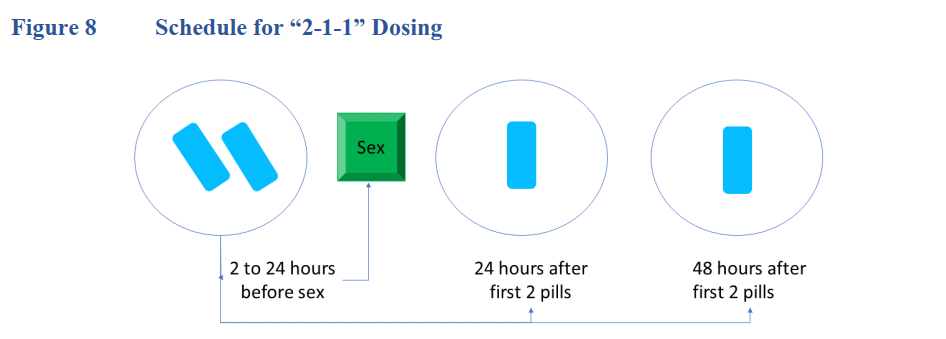 Figure 8 Schedule for “2-1-1” Dosing
Sex
2 to 24 hours
before sex
24 hours after
first 2 pills
48 hours after
first 2 pills